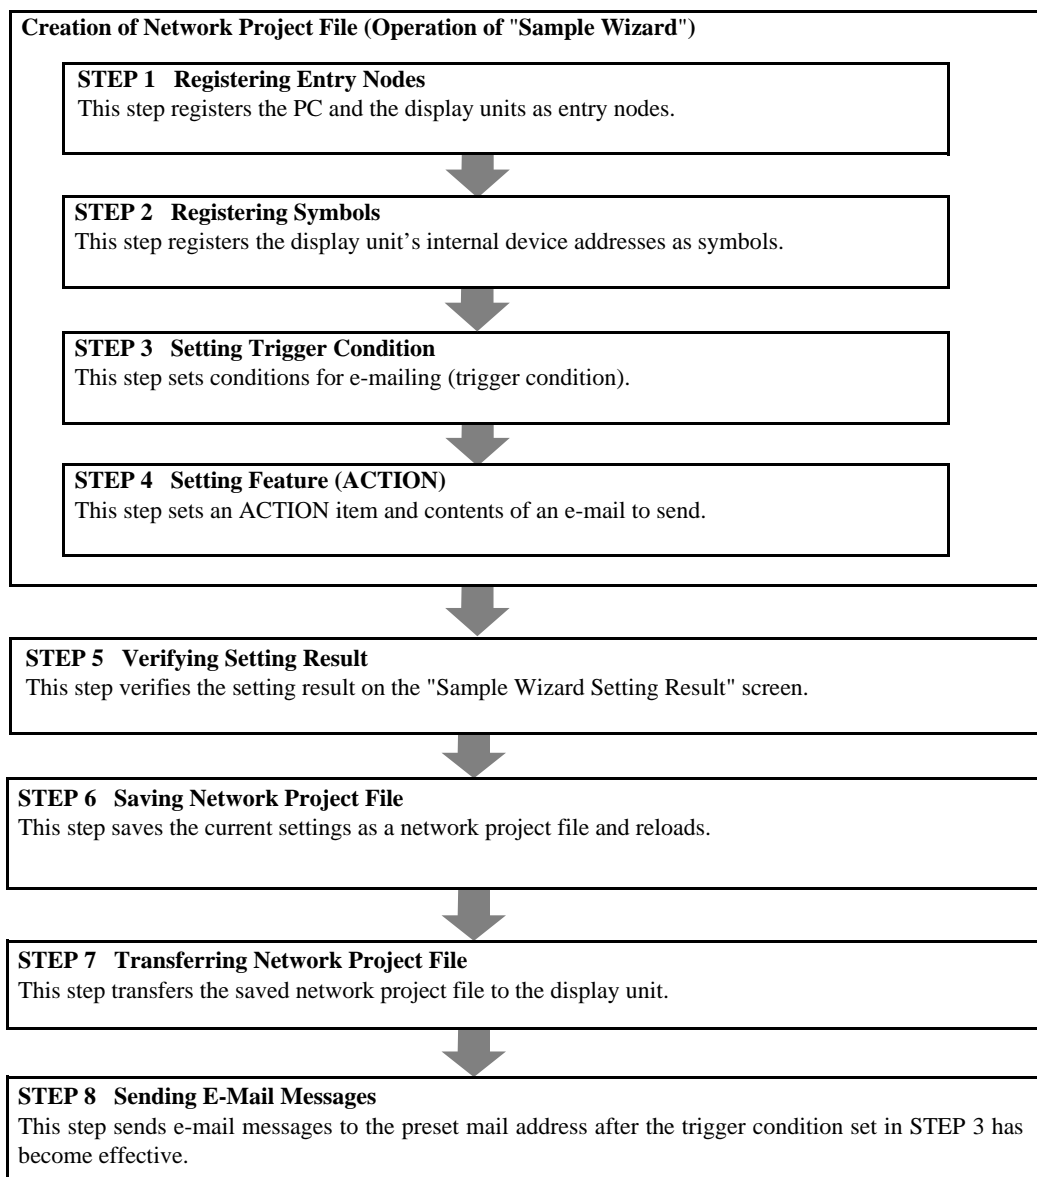 Creation of Network Project File (Operation of "Sample Wizard")
STEP 1 Registering Entry Nodes
This step registers the PC and the display units as entry nodes.
STEP 2 Registering Symbols
This step registers the display unit's internal device addresses as symbols.
STEP 3 Setting Trigger Condition
This step sets conditions for e-mailing (trigger condition).
STEP 4 Setting Feature (ACTION)
This step sets an ACTION item and contents of an e-mail to send.
STEP 5 Verifying Setting Result
This step verifies the setting result on the "Sample Wizard Setting Result" screen.
STEP 6 Saving Network Project File
This step saves the current settings as a network project file and reloads.
STEP 7 Transferring Network Project File
This step transfers the saved network project file to the display unit.
STEP 8 Sending E-Mail Messages
This step sends e-mail messages to the preset mail address after the trigger condition set in STEP 3 has
become effective.